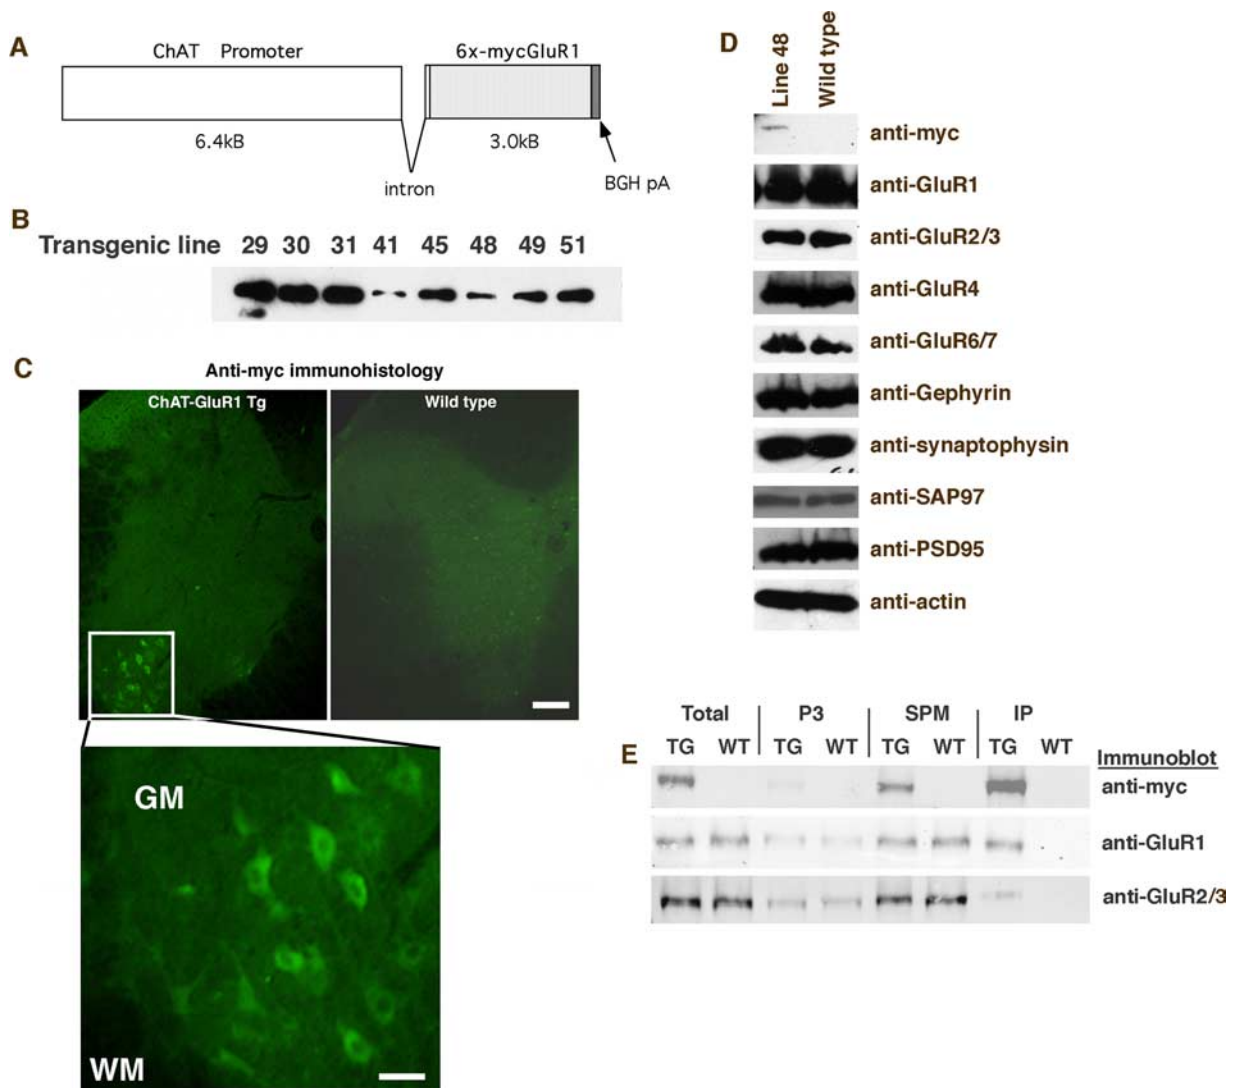 A
ChAT Promoter
6x-mycGluR1
6.4kB
3.0kB
intron
BGH pA
B
Transgenic line 29 30 31 41 45 48 49 51
C
Anti-myc immunohistology
ChAT-GluR1 Tg
Wild type
GM
WM
D
Line 48
Wild type
anti-myc
anti-GluR1
anti-GluR2/3
anti-GluR4
anti-GluR6/7
anti-Gephyrin
anti-synaptophysin
anti-SAP97
anti-PSD95
anti-actin
E
Total P3 SPM IP
TG WT TG WT TG WT TG WT
Immunoblot
anti-myc
anti-GluR1
anti-GluR2/3